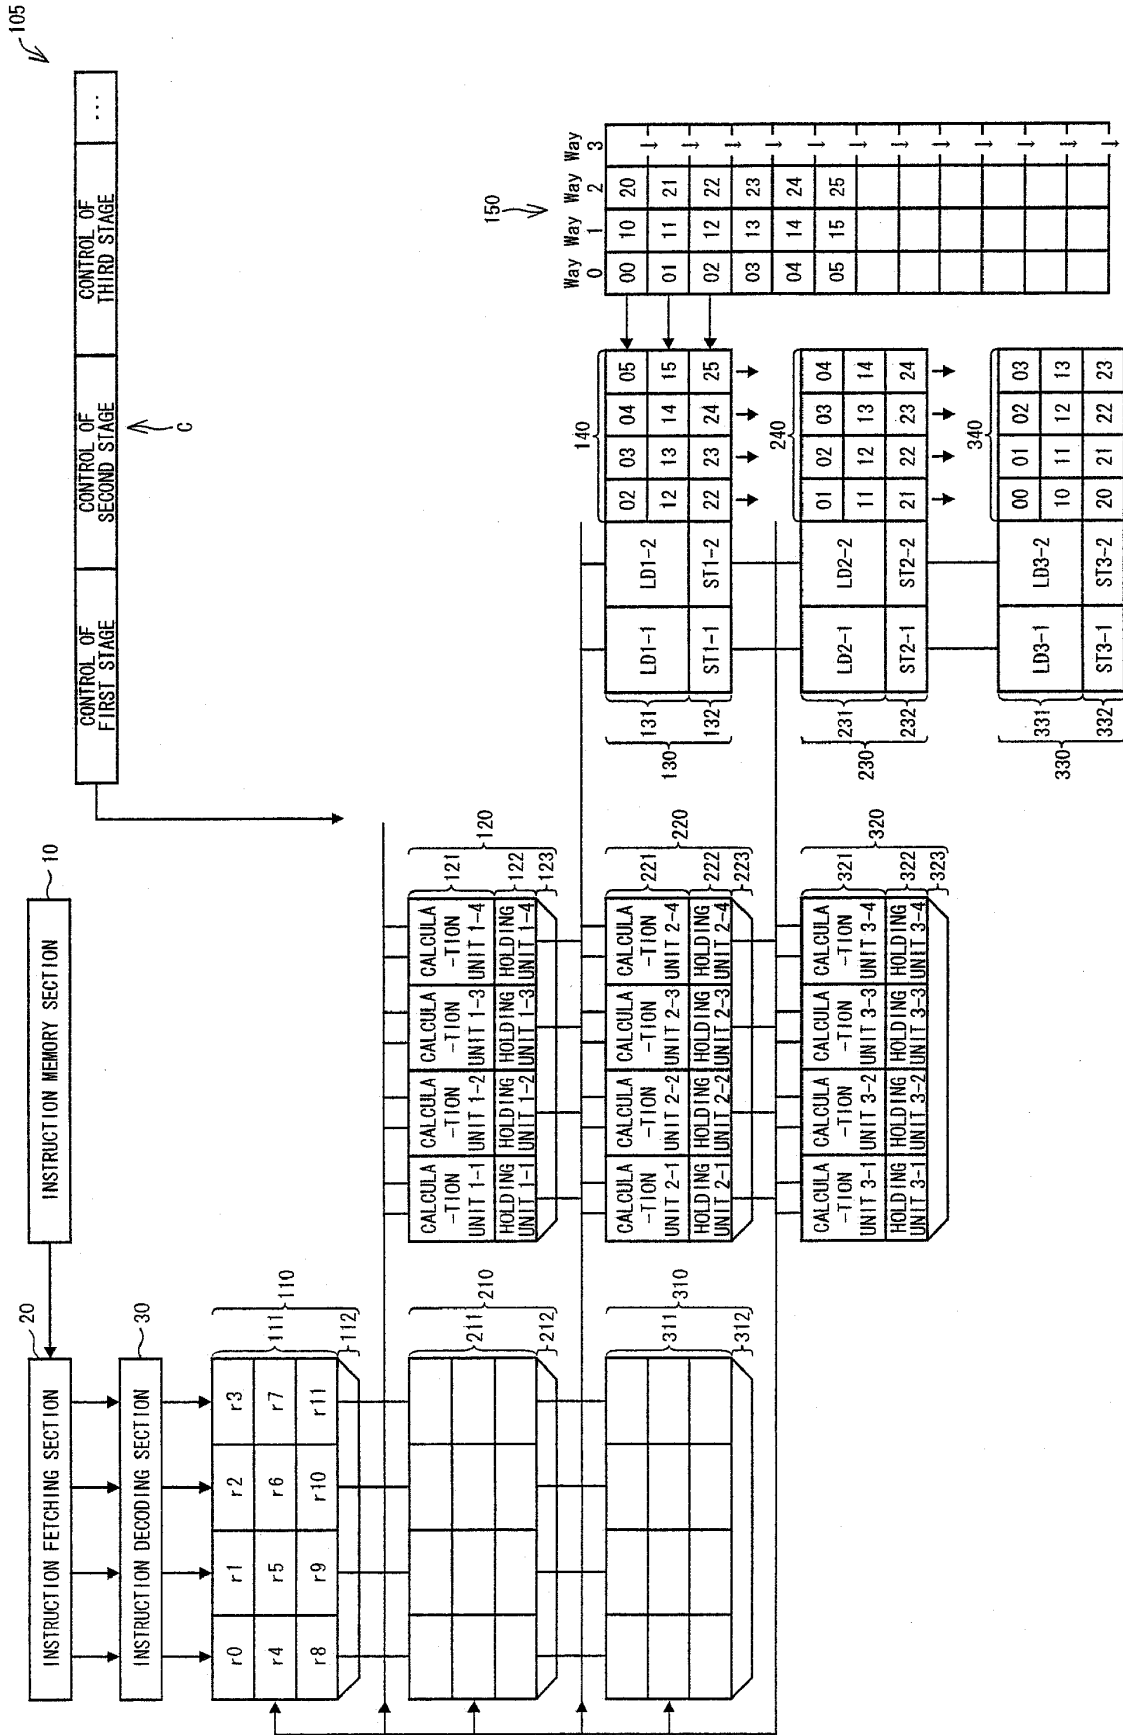 105
CONTROL OF FIRST STAGE
CONTROL OF SECOND STAGE
CONTROL OF THIRD STAGE
...
C
10
INSTRUCTION MEMORY SECTION
20
INSTRUCTION FETCHING SECTION
30
INSTRUCTION DECODING SECTION
r0 r1 r2 r3
r4 r5 r6 r7
r8 r9 r10 r11
111
112
110
211
212
210
311
312
310
CALCULA-TION UNIT 1-1
CALCULA-TION UNIT 1-2
CALCULA-TION UNIT 1-3
CALCULA-TION UNIT 1-4
HOLDING UNIT 1-1
HOLDING UNIT 1-2
HOLDING UNIT 1-3
HOLDING UNIT 1-4
121
122
123
120
CALCULA-TION UNIT 2-1
CALCULA-TION UNIT 2-2
CALCULA-TION UNIT 2-3
CALCULA-TION UNIT 2-4
HOLDING UNIT 2-1
HOLDING UNIT 2-2
HOLDING UNIT 2-3
HOLDING UNIT 2-4
221
222
223
220
CALCULA-TION UNIT 3-1
CALCULA-TION UNIT 3-2
CALCULA-TION UNIT 3-3
CALCULA-TION UNIT 3-4
HOLDING UNIT 3-1
HOLDING UNIT 3-2
HOLDING UNIT 3-3
HOLDING UNIT 3-4
321
322
323
320
131
132
130
LD1-1 LD1-2
ST1-1 ST1-2
140
02 03 04 05
12 13 14 15
22 23 24 25
231
232
230
LD2-1 LD2-2
ST2-1 ST2-2
240
01 02 03 04
11 12 13 14
21 22 23 24
331
332
330
LD3-1 LD3-2
ST3-1 ST3-2
340
00 01 02 03
10 11 12 13
20 21 22 23
150
Way 0 Way 1 Way 2 Way 3
00 10 20
01 11 21
02 12 22
03 13 23
04 14 24
05 15 25